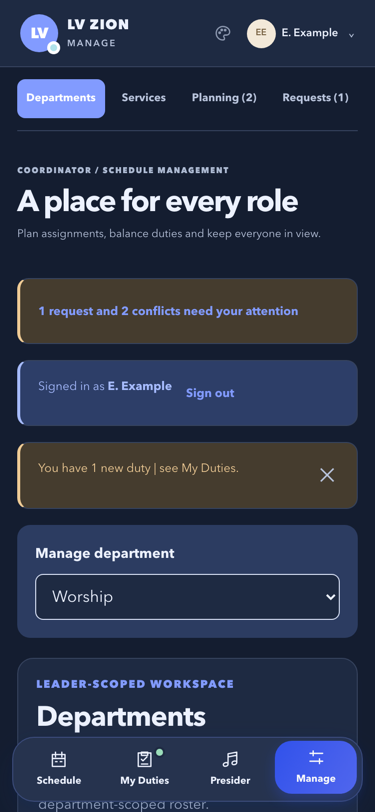 LV
LV ZION
MANAGE
EE
E. Example
Departments
Services
Planning (2)
Requests (1)
COORDINATOR / SCHEDULE MANAGEMENT
A place for every role
Plan assignments, balance duties and keep everyone in view.
1 request and 2 conflicts need your attention
Signed in as E. Example
Sign out
You have 1 new duty | see My Duties.
Manage department
Worship
LEADER-SCOPED WORKSPACE
Departments
Schedule
My Duties
Presider
Manage
department-scoped roster.